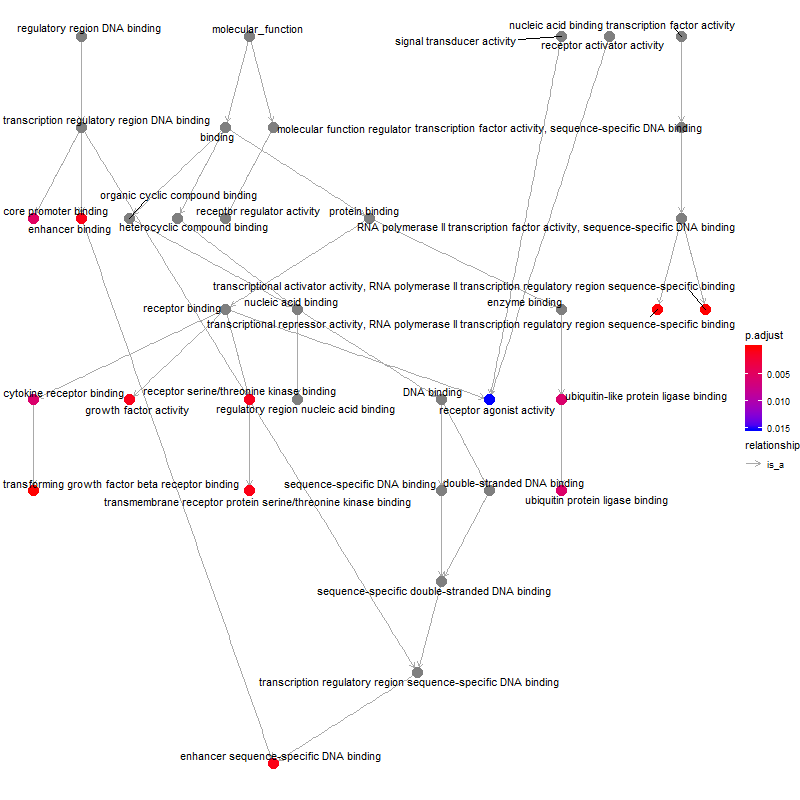 nucleic acid binding transcription factor activity
regulatory region DNA binding
molecular_function
signal transducer activity
receptor activator activity
transcription regulatory region DNA binding
binding
molecular function regulator
transcription factor activity, sequence-specific DNA binding
organic cyclic compound binding
core promoter binding
receptor regulator activity
protein binding
enhancer binding
heterocyclic compound binding
RNA polymerase II transcription factor activity, sequence-specific DNA binding
transcriptional activator activity, RNA polymerase II transcription regulatory region sequence-specific binding
receptor binding
nucleic acid binding
enzyme binding
transcriptional repressor activity, RNA polymerase II transcription regulatory region sequence-specific binding
p.adjust
0.005
0.010
0.015
relationship
is_a
cytokine receptor binding
receptor serine/threonine kinase binding
DNA binding
ubiquitin-like protein ligase binding
growth factor activity
regulatory region nucleic acid binding
receptor agonist activity
transforming growth factor beta receptor binding
sequence-specific DNA binding
double-stranded DNA binding
transmembrane receptor protein serine/threonine kinase binding
ubiquitin protein ligase binding
sequence-specific double-stranded DNA binding
transcription regulatory region sequence-specific DNA binding
enhancer sequence-specific DNA binding